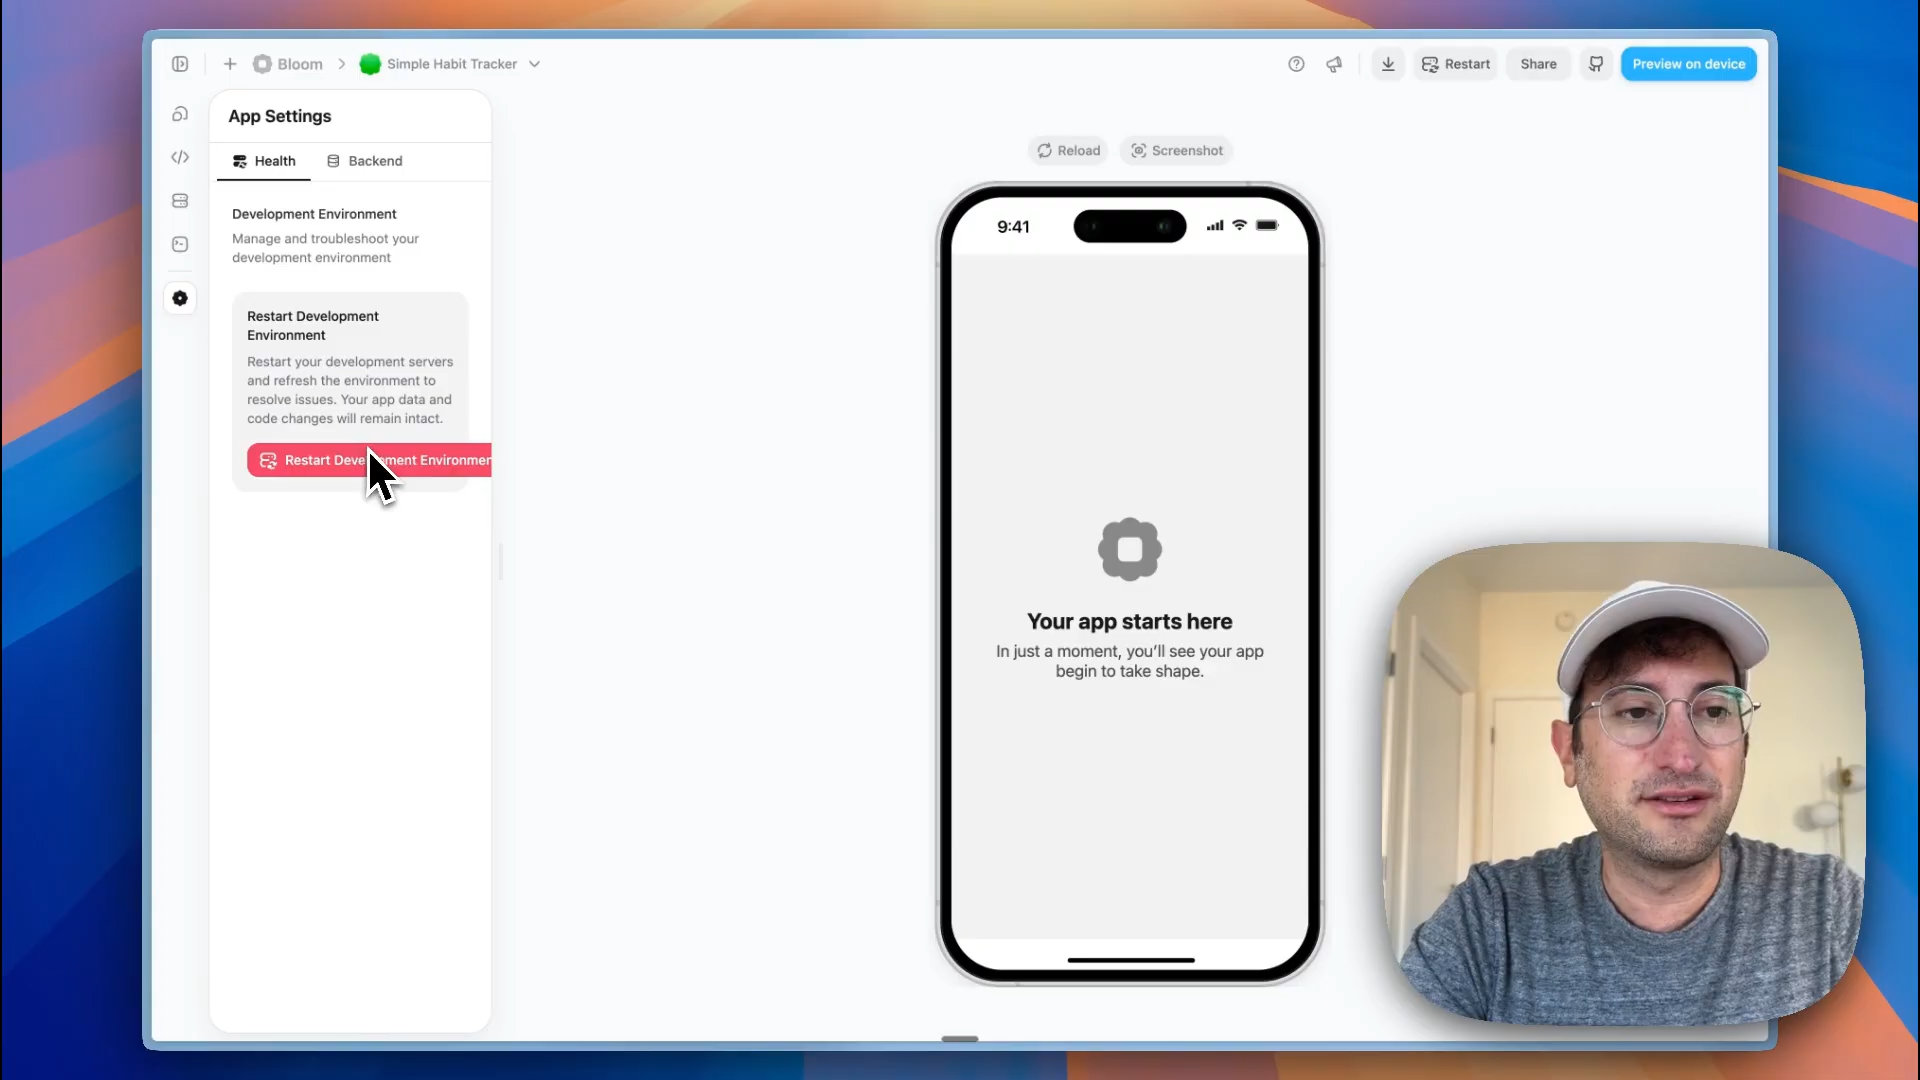 Bloom
Simple Habit Tracker
Restart
Share
Preview on device
App Settings
Health
Backend
Development Environment
Manage and troubleshoot your
development environment
Restart Development
Environment
Restart your development servers
and refresh the environment to
resolve issues. Your app data and
code changes will remain intact.
Reload
Screenshot
9:41
Your app starts here
In just a moment, you'll see your app
begin to take shape.